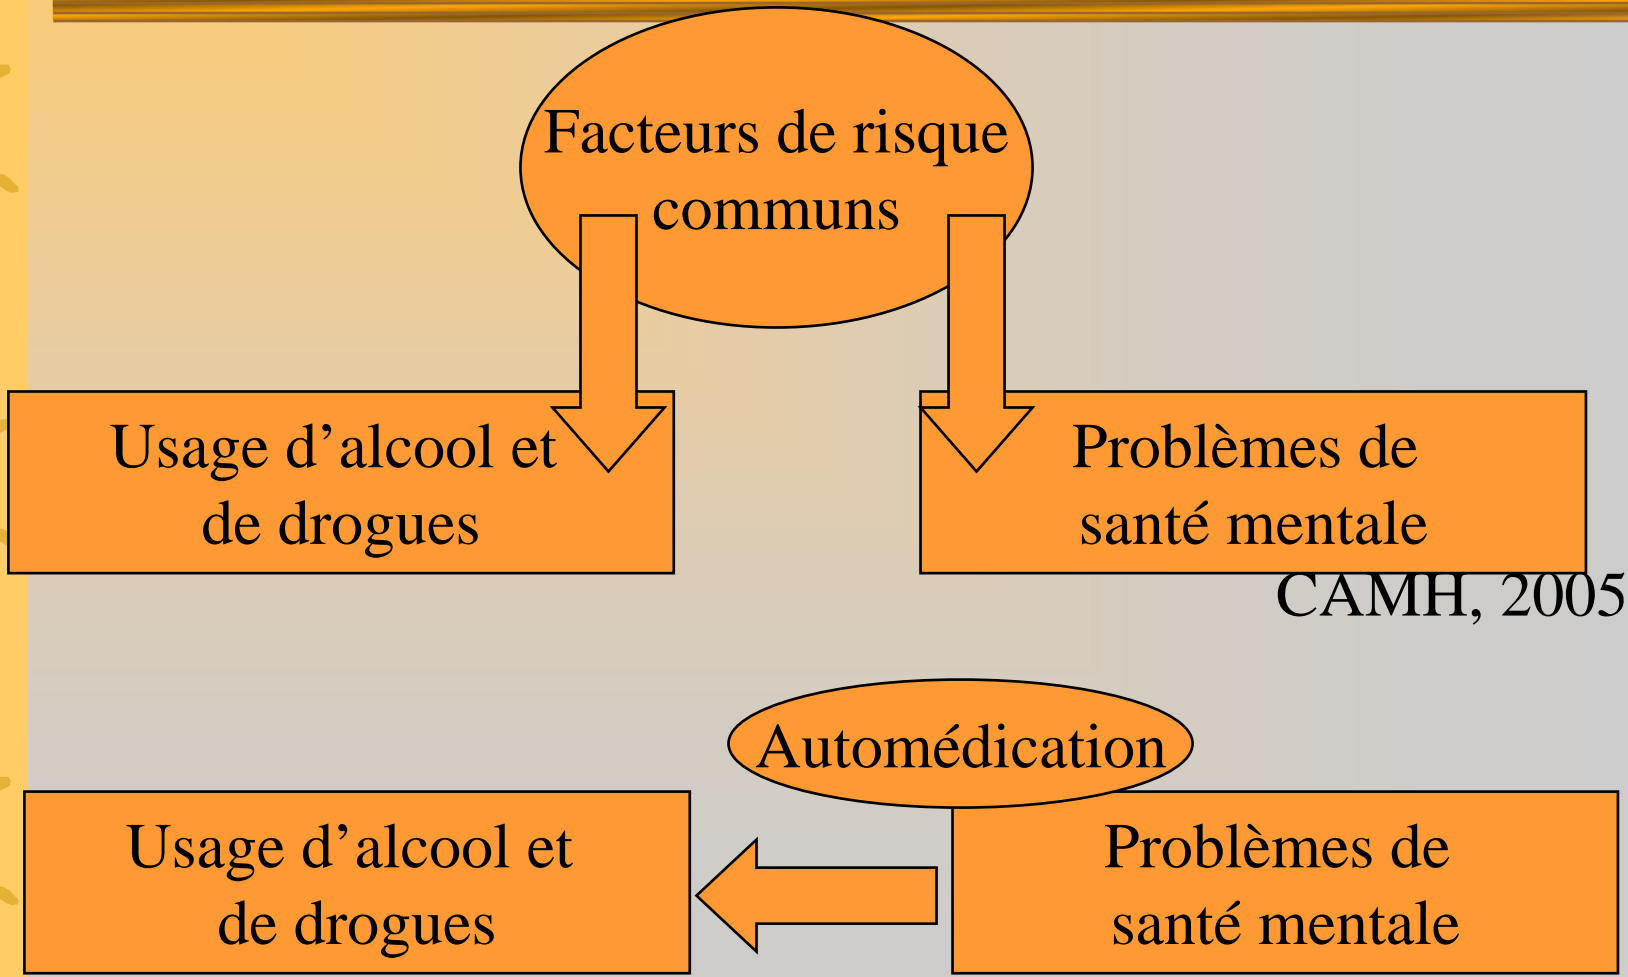 Facteurs de risque
communs
Usage d’alcool et
de drogues
Problèmes de
santé mentale
CAMH, 2005
Automédication
Usage d’alcool et
de drogues
Problèmes de
santé mentale